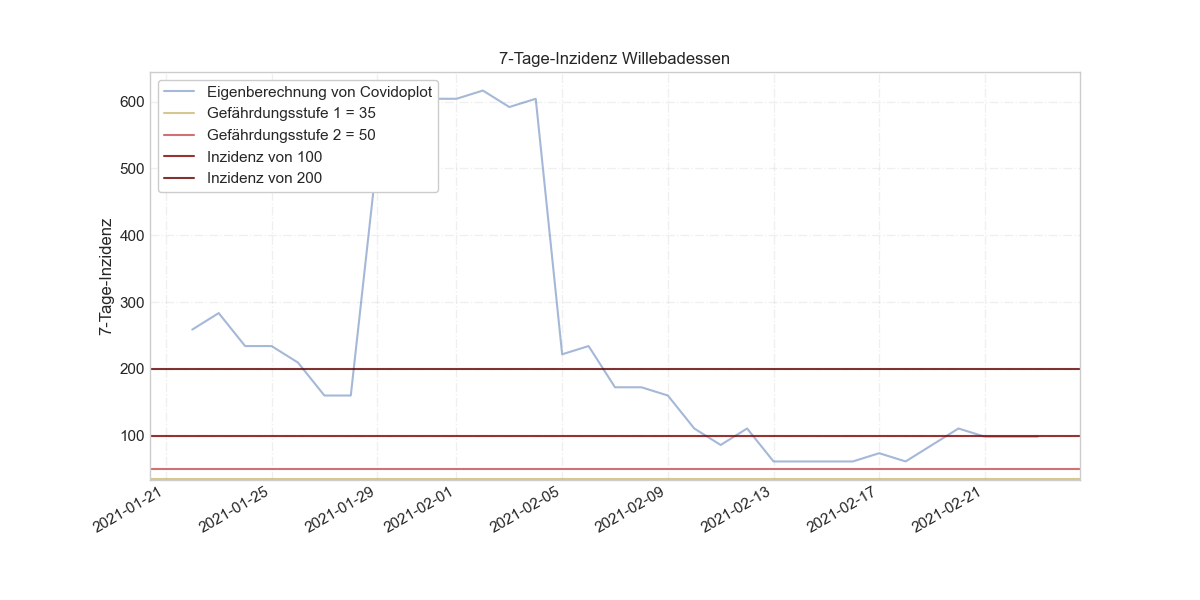 7-Tage-Inzidenz Willebadessen
Eigenberechnung von Covidoplot
Gefährdungsstufe 1 = 35
Gefährdungsstufe 2 = 50
Inzidenz von 100
Inzidenz von 200
7-Tage-Inzidenz
600
500
400
300
200
100
2021-01-21
2021-01-25
2021-01-29
2021-02-01
2021-02-05
2021-02-09
2021-02-13
2021-02-17
2021-02-21